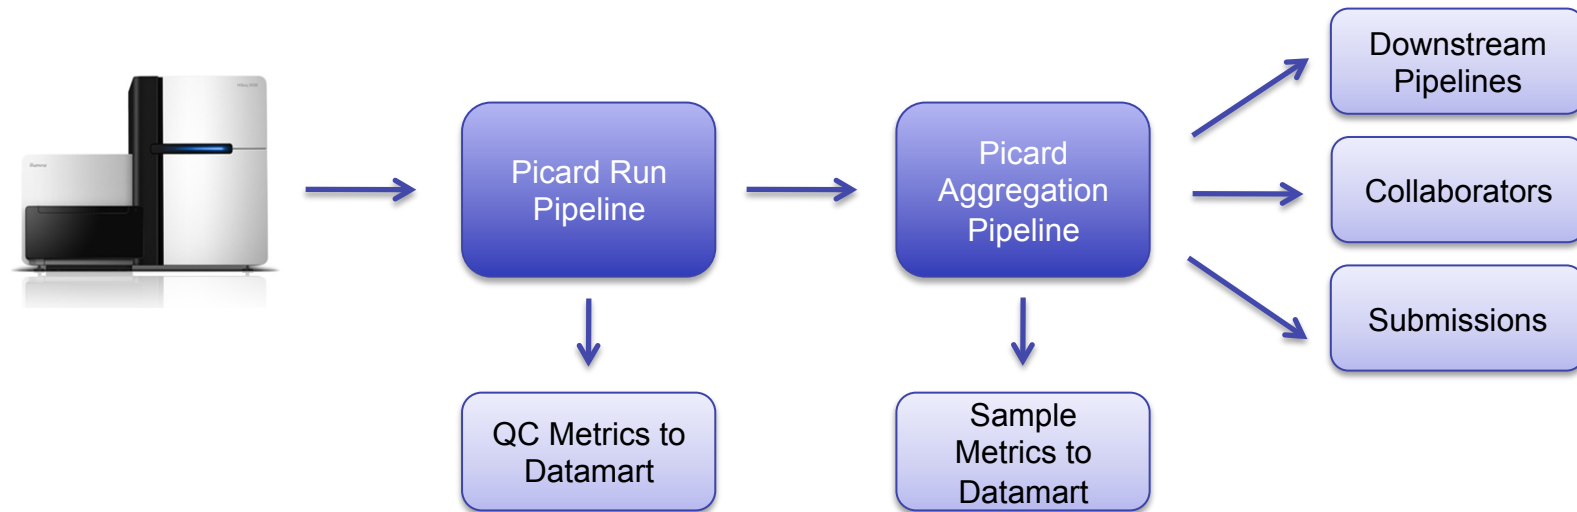 Picard Run
Pipeline
QC Metrics to
Datamart
Picard
Aggregation
Pipeline
Sample
Metrics to
Datamart
Downstream
Pipelines
Collaborators
Submissions